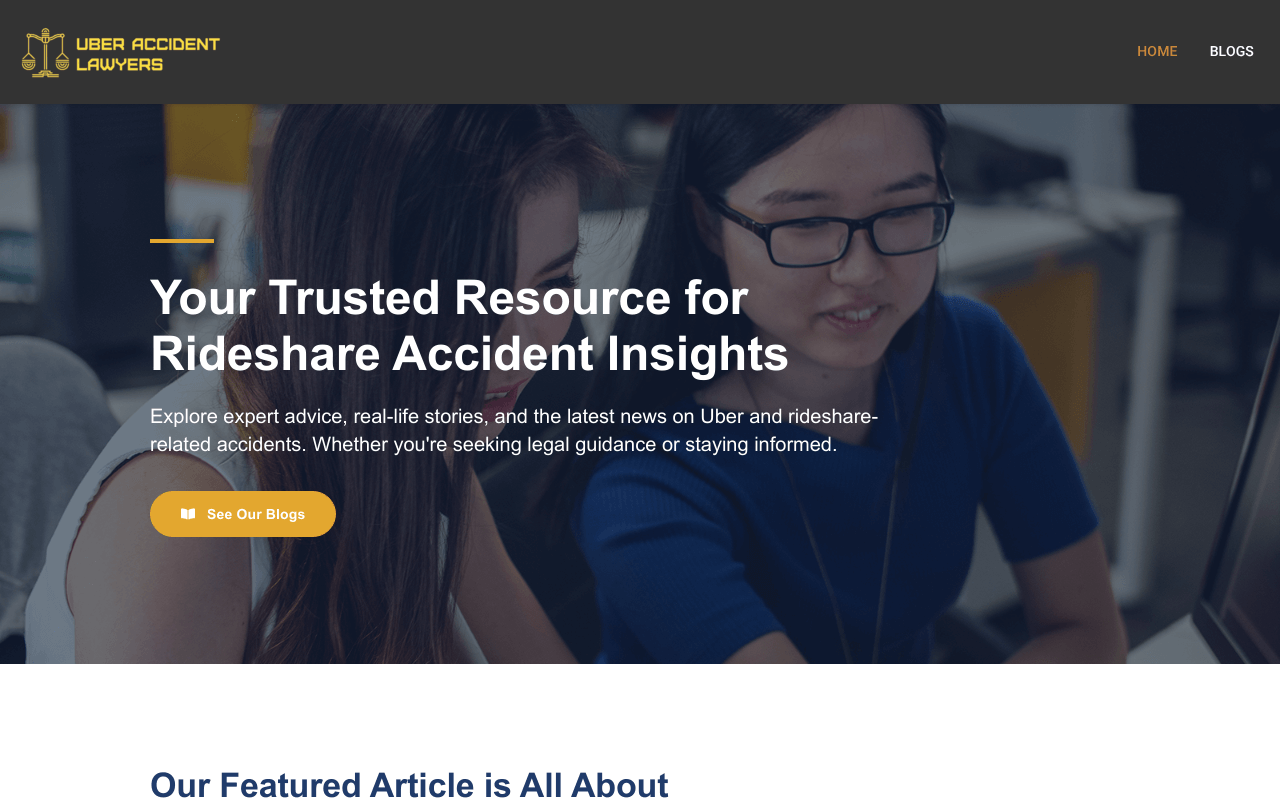 UBER ACCIDENT
LAWYERS
HOME
BLOGS
Your Trusted Resource for
Rideshare Accident Insights
Explore expert advice, real-life stories, and the latest news on Uber and rideshare-
related accidents. Whether you're seeking legal guidance or staying informed.
See Our Blogs
Our Featured Article is All About